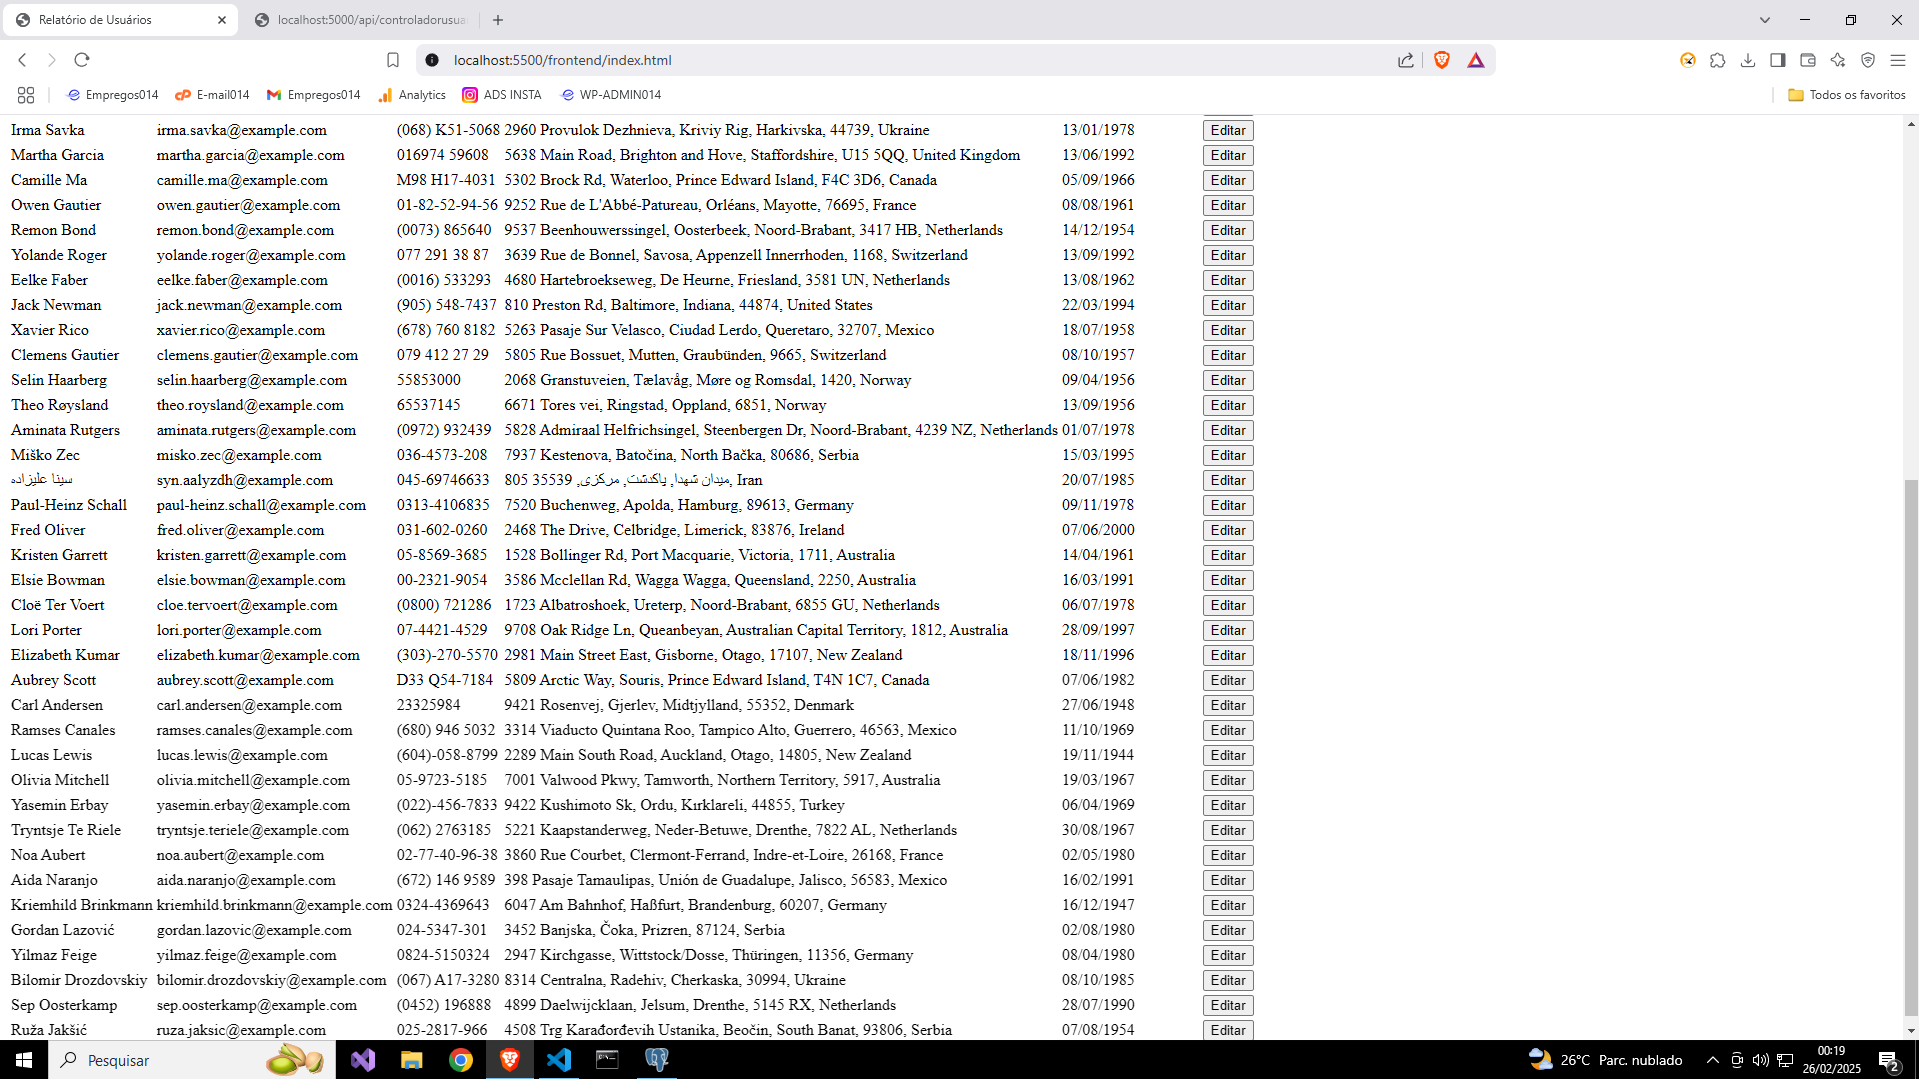 Relatório de Usuários
localhost:5000/api/controladorusua
localhost:5500/frontend/index.html
Empregos014 E-mail014 Empregos014 Analytics ADS INSTA WP-ADMIN014 Todos os favoritos
Irma Savka irma.savka@example.com (068) K51-5068 2960 Provulok Dezhnieva, Kriviy Rig, Harkivska, 44739, Ukraine 13/01/1978 Editar
Martha Garcia martha.garcia@example.com 016974 59608 5638 Main Road, Brighton and Hove, Staffordshire, U15 5QQ, United Kingdom 13/06/1992 Editar
Camille Ma camille.ma@example.com M98 H17-4031 5302 Brock Rd, Waterloo, Prince Edward Island, F4C 3D6, Canada 05/09/1966 Editar
Owen Gautier owen.gautier@example.com 01-82-52-94-56 9252 Rue de L'Abbé-Patureau, Orléans, Mayotte, 76695, France 08/08/1961 Editar
Remon Bond remon.bond@example.com (0073) 865640 9537 Beenhouwerssingel, Oosterbeek, Noord-Brabant, 3417 HB, Netherlands 14/12/1954 Editar
Yolande Roger yolande.roger@example.com 077 291 38 87 3639 Rue de Bonnel, Savosa, Appenzell Innerrhoden, 1168, Switzerland 13/09/1992 Editar
Eelke Faber eelke.faber@example.com (0016) 533293 4680 Hartebroekseweg, De Heurne, Friesland, 3581 UN, Netherlands 13/08/1962 Editar
Jack Newman jack.newman@example.com (905) 548-7437 810 Preston Rd, Baltimore, Indiana, 44874, United States 22/03/1994 Editar
Xavier Rico xavier.rico@example.com (678) 760 8182 5263 Pasaje Sur Velasco, Ciudad Lerdo, Queretaro, 32707, Mexico 18/07/1958 Editar
Clemens Gautier clemens.gautier@example.com 079 412 27 29 5805 Rue Bossuet, Mutten, Graubünden, 9665, Switzerland 08/10/1957 Editar
Selin Haarberg selin.haarberg@example.com 55853000 2068 Granstuveien, Tælavåg, Møre og Romsdal, 1420, Norway 09/04/1956 Editar
Theo Røysland theo.roysland@example.com 65537145 6671 Tores vei, Ringstad, Oppland, 6851, Norway 13/09/1956 Editar
Aminata Rutgers aminata.rutgers@example.com (0972) 932439 5828 Admiraal Helfrichsingel, Steenbergen Dr, Noord-Brabant, 4239 NZ, Netherlands 01/07/1978 Editar
Miško Zec misko.zec@example.com 036-4573-208 7937 Kestenova, Batočina, North Bačka, 80686, Serbia 15/03/1995 Editar
سینا علیزاده syn.aalyzdh@example.com 045-69746633 805 میدان شهدا, پاکدشت, مرکزی, 35539, Iran 20/07/1985 Editar
Paul-Heinz Schall paul-heinz.schall@example.com 0313-4106835 7520 Buchenweg, Apolda, Hamburg, 89613, Germany 09/11/1978 Editar
Fred Oliver fred.oliver@example.com 031-602-0260 2468 The Drive, Celbridge, Limerick, 83876, Ireland 07/06/2000 Editar
Kristen Garrett kristen.garrett@example.com 05-8569-3685 1528 Bollinger Rd, Port Macquarie, Victoria, 1711, Australia 14/04/1961 Editar
Elsie Bowman elsie.bowman@example.com 00-2321-9054 3586 Mcclellan Rd, Wagga Wagga, Queensland, 2250, Australia 16/03/1991 Editar
Cloë Ter Voert cloe.tervoert@example.com (0800) 721286 1723 Albatroshoek, Ureterp, Noord-Brabant, 6855 GU, Netherlands 06/07/1978 Editar
Lori Porter lori.porter@example.com 07-4421-4529 9708 Oak Ridge Ln, Queanbeyan, Australian Capital Territory, 1812, Australia 28/09/1997 Editar
Elizabeth Kumar elizabeth.kumar@example.com (303)-270-5570 2981 Main Street East, Gisborne, Otago, 17107, New Zealand 18/11/1996 Editar
Aubrey Scott aubrey.scott@example.com D33 Q54-7184 5809 Arctic Way, Souris, Prince Edward Island, T4N 1C7, Canada 07/06/1982 Editar
Carl Andersen carl.andersen@example.com 23325984 9421 Rosenvej, Gjerlev, Midtjylland, 55352, Denmark 27/06/1948 Editar
Ramses Canales ramses.canales@example.com (680) 946 5032 3314 Viaducto Quintana Roo, Tampico Alto, Guerrero, 46563, Mexico 11/10/1969 Editar
Lucas Lewis lucas.lewis@example.com (604)-058-8799 2289 Main South Road, Auckland, Otago, 14805, New Zealand 19/11/1944 Editar
Olivia Mitchell olivia.mitchell@example.com 05-9723-5185 7001 Valwood Pkwy, Tamworth, Northern Territory, 5917, Australia 19/03/1967 Editar
Yasemin Erbay yasemin.erbay@example.com (022)-456-7833 9422 Kushimoto Sk, Ordu, Kırklareli, 44855, Turkey 06/04/1969 Editar
Tryntsje Te Riele tryntsje.teriele@example.com (062) 2763185 5221 Kaapstanderweg, Neder-Betuwe, Drenthe, 7822 AL, Netherlands 30/08/1967 Editar
Noa Aubert noa.aubert@example.com 02-77-40-96-38 3860 Rue Courbet, Clermont-Ferrand, Indre-et-Loire, 26168, France 02/05/1980 Editar
Aida Naranjo aida.naranjo@example.com (672) 146 9589 398 Pasaje Tamaulipas, Unión de Guadalupe, Jalisco, 56583, Mexico 16/02/1991 Editar
Kriemhild Brinkmann kriemhild.brinkmann@example.com 0324-4369643 6047 Am Bahnhof, Haßfurt, Brandenburg, 60207, Germany 16/12/1947 Editar
Gordan Lazović gordan.lazovic@example.com 024-5347-301 3452 Banjska, Čoka, Prizren, 87124, Serbia 02/08/1980 Editar
Yilmaz Feige yilmaz.feige@example.com 0824-5150324 2947 Kirchgasse, Wittstock/Dosse, Thüringen, 11356, Germany 08/04/1980 Editar
Bilomir Drozdovskiy bilomir.drozdovskiy@example.com (067) A17-3280 8314 Centralna, Radehiv, Cherkaska, 30994, Ukraine 08/10/1985 Editar
Sep Oosterkamp sep.oosterkamp@example.com (0452) 196888 4899 Daelwijcklaan, Jelsum, Drenthe, 5145 RX, Netherlands 28/07/1990 Editar
Ruža Jakšić ruza.jaksic@example.com 025-2817-966 4508 Trg Karađorđevih Ustanika, Beočin, South Banat, 93806, Serbia 07/08/1954 Editar
Pesquisar 26°C Parc. nublado 00:19
26/02/2025 2